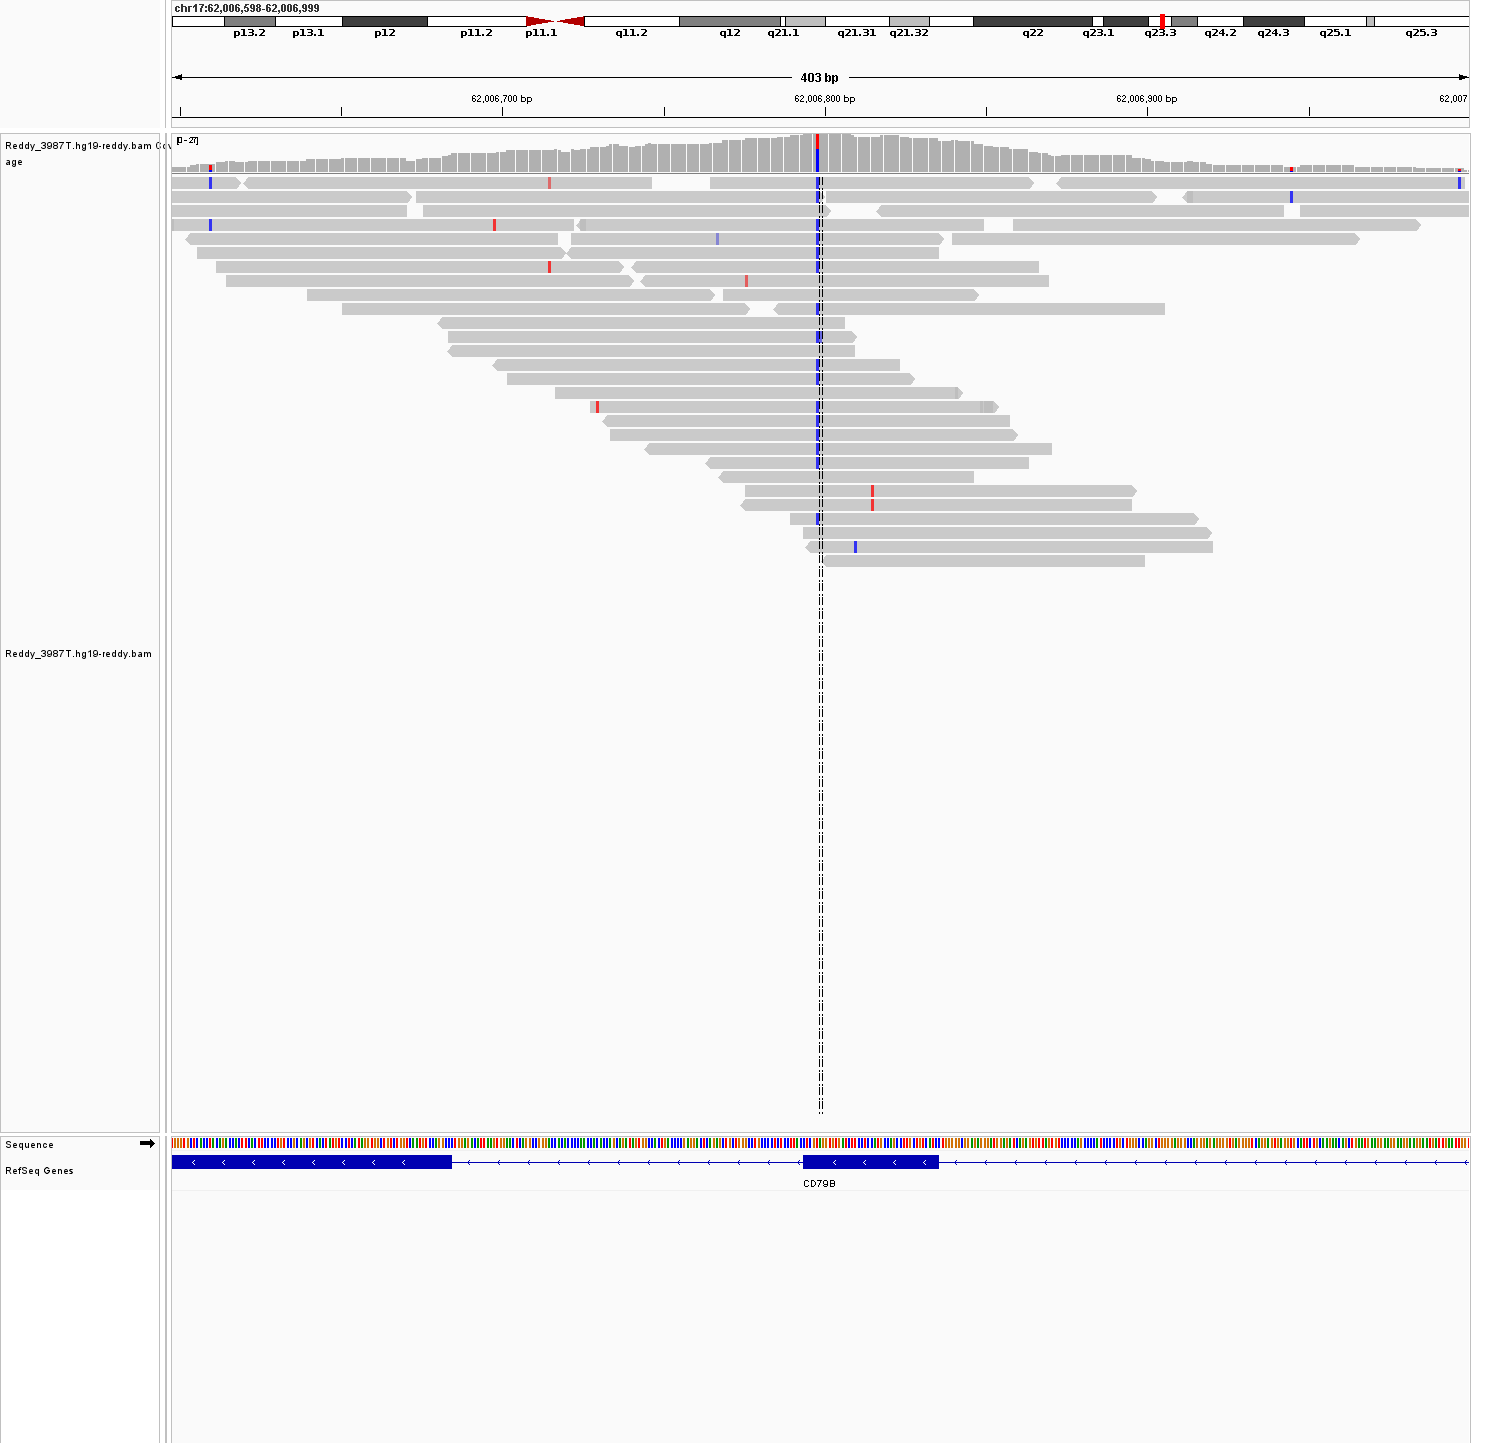 chr17:62,006,598-62,006,999
p13.2 p13.1 p12 p11.2 p11.1 q11.2 q12 q21.1 q21.31 q21.32 q22 q23.1 q23.3 q24.2 q24.3 q25.1 q25.3
403 bp
62,006,700 bp 62,006,800 bp 62,006,900 bp 62,007
Reddy_3987T.hg19-reddy.bam Cov
age
[0 - 27]
Reddy_3987T.hg19-reddy.bam
Sequence
RefSeq Genes
CD79B